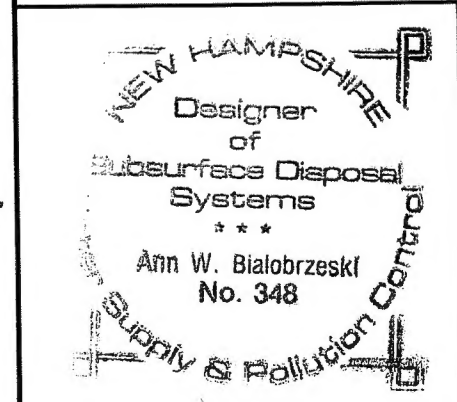 NEW HAMPSHIRE
Designer
of
Subsurface Disposal
Systems
* * *
Ann W. Bialobrzeski
No. 348
Supply & Pollution Control